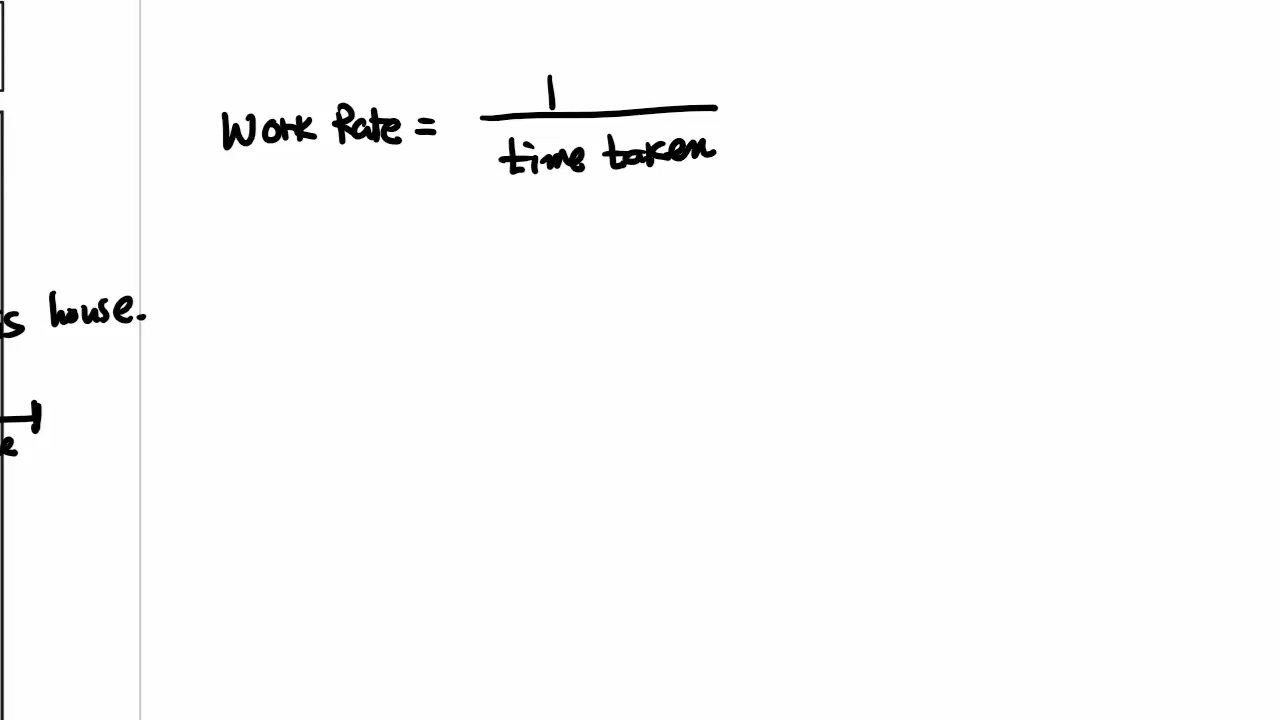 Work Rate = 1 / time taken
s house.
e